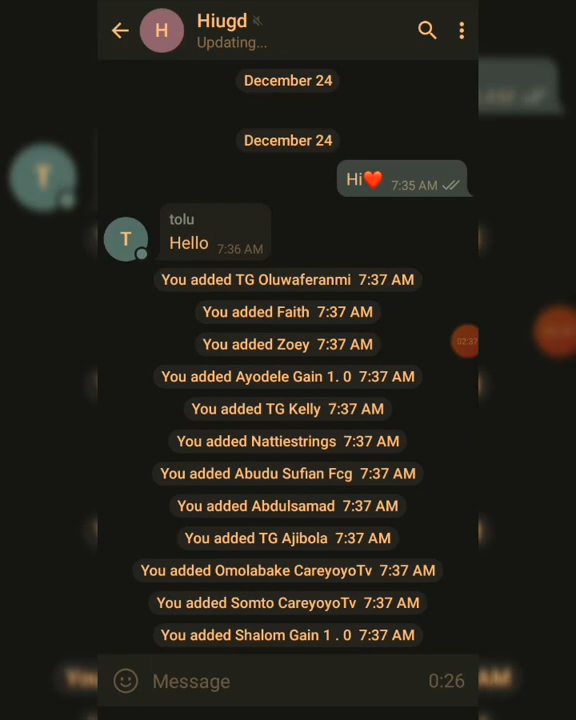 H
Hiugd
Updating...
December 24
December 24
Hi❤️ 7:35 AM
T
tolu
Hello 7:36 AM
You added TG Oluwaferanmi 7:37 AM
You added Faith 7:37 AM
You added Zoey 7:37 AM
02:37
You added Ayodele Gain 1. 0 7:37 AM
You added TG Kelly 7:37 AM
You added Nattiestrings 7:37 AM
You added Abudu Sufian Fcg 7:37 AM
You added Abdulsamad 7:37 AM
You added TG Ajibola 7:37 AM
You added Omolabake CareyoyoTv 7:37 AM
You added Somto CareyoyoTv 7:37 AM
You added Shalom Gain 1 . 0 7:37 AM
Message 0:26